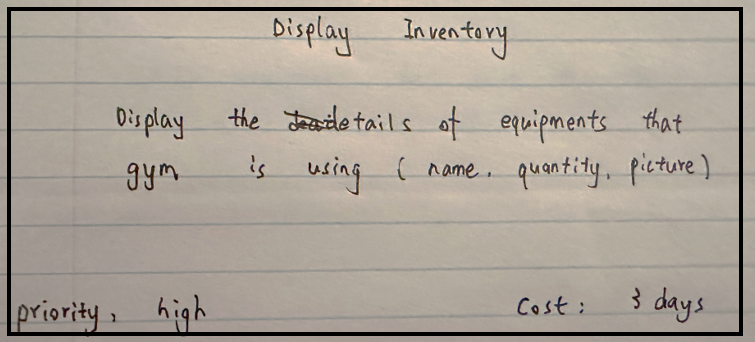 Display Inventory
Display the details of equipments that
gym is using ( name, quantity, picture )
priority, high
Cost : 3 days